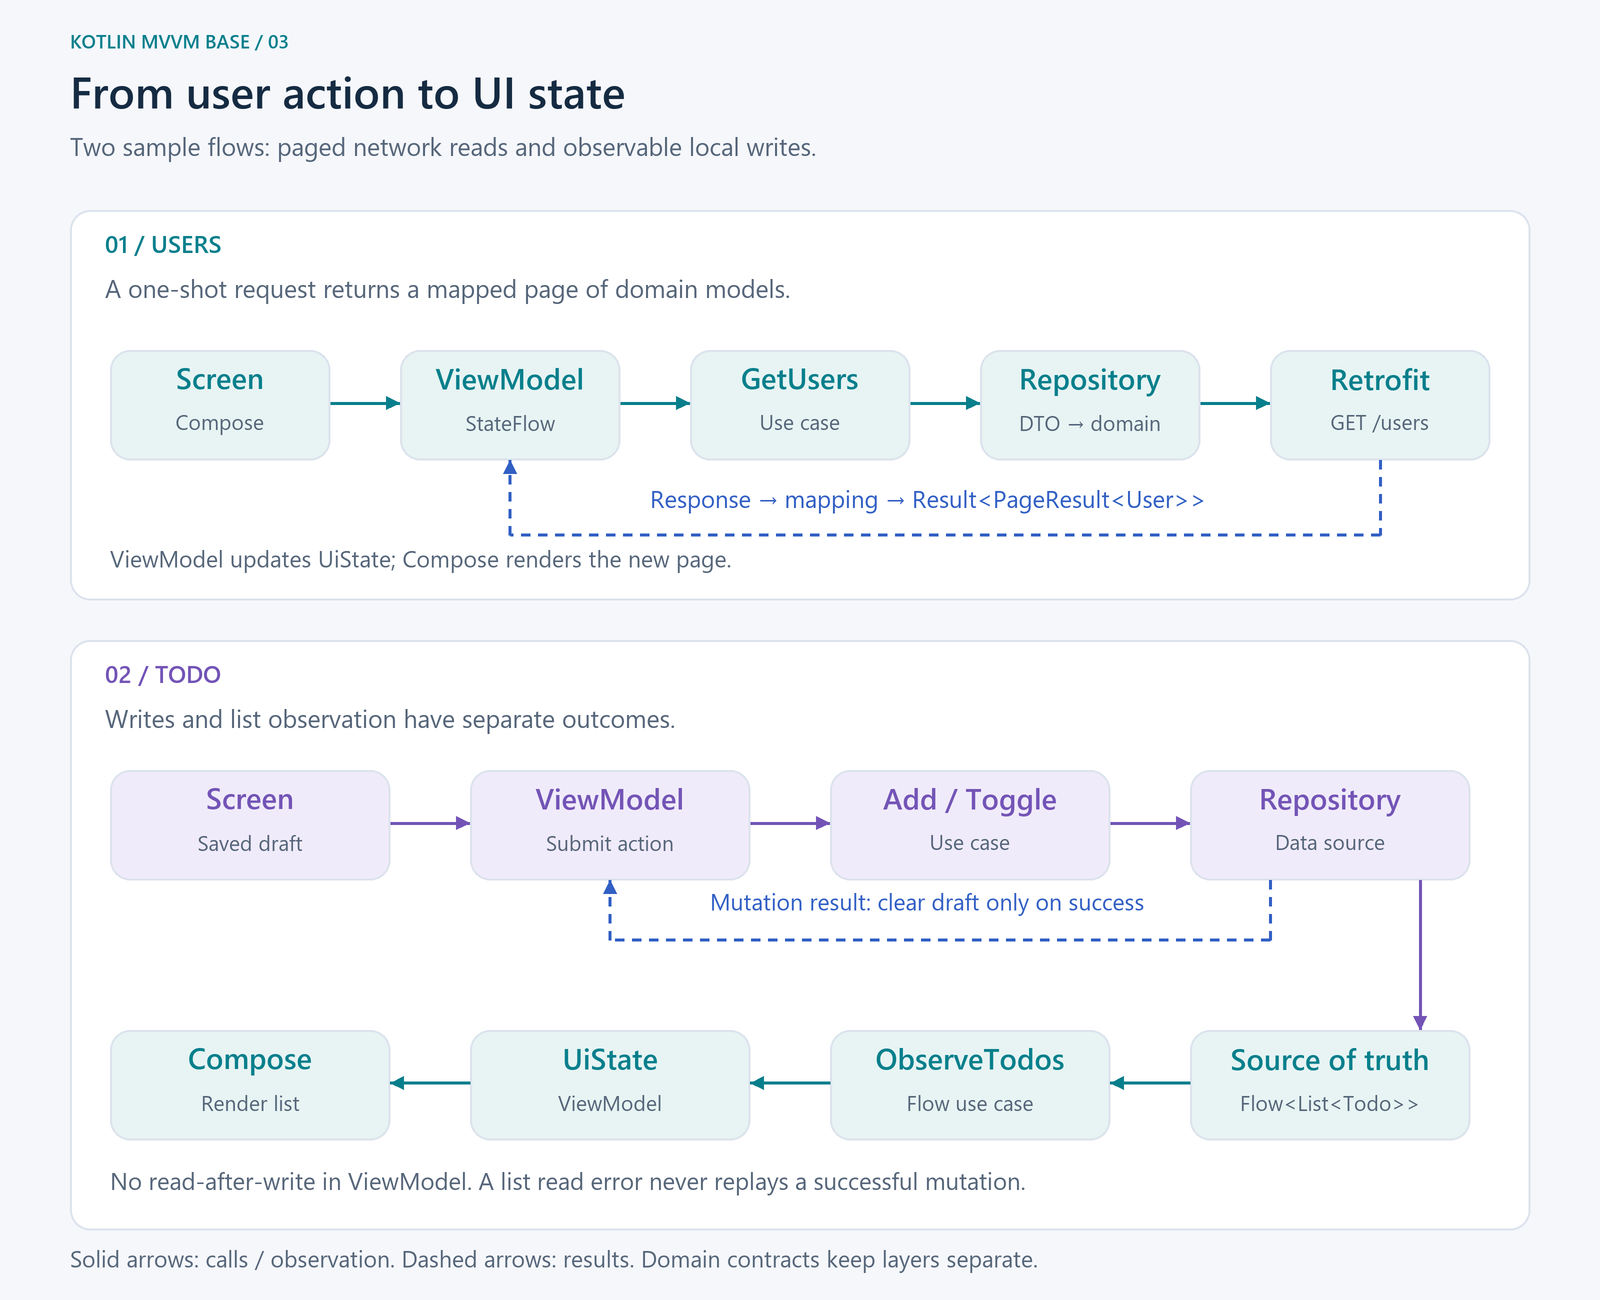 KOTLIN MVVM BASE / 03
From user action to UI state
Two sample flows: paged network reads and observable local writes.
01 / USERS
A one-shot request returns a mapped page of domain models.
Screen
Compose
ViewModel
StateFlow
GetUsers
Use case
Repository
DTO → domain
Retrofit
GET /users
Response → mapping → Result<PageResult<User>>
ViewModel updates UiState; Compose renders the new page.
02 / TODO
Writes and list observation have separate outcomes.
Screen
Saved draft
ViewModel
Submit action
Add / Toggle
Use case
Repository
Data source
Mutation result: clear draft only on success
Compose
Render list
UiState
ViewModel
ObserveTodos
Flow use case
Source of truth
Flow<List<Todo>>
No read-after-write in ViewModel. A list read error never replays a successful mutation.
Solid arrows: calls / observation. Dashed arrows: results. Domain contracts keep layers separate.